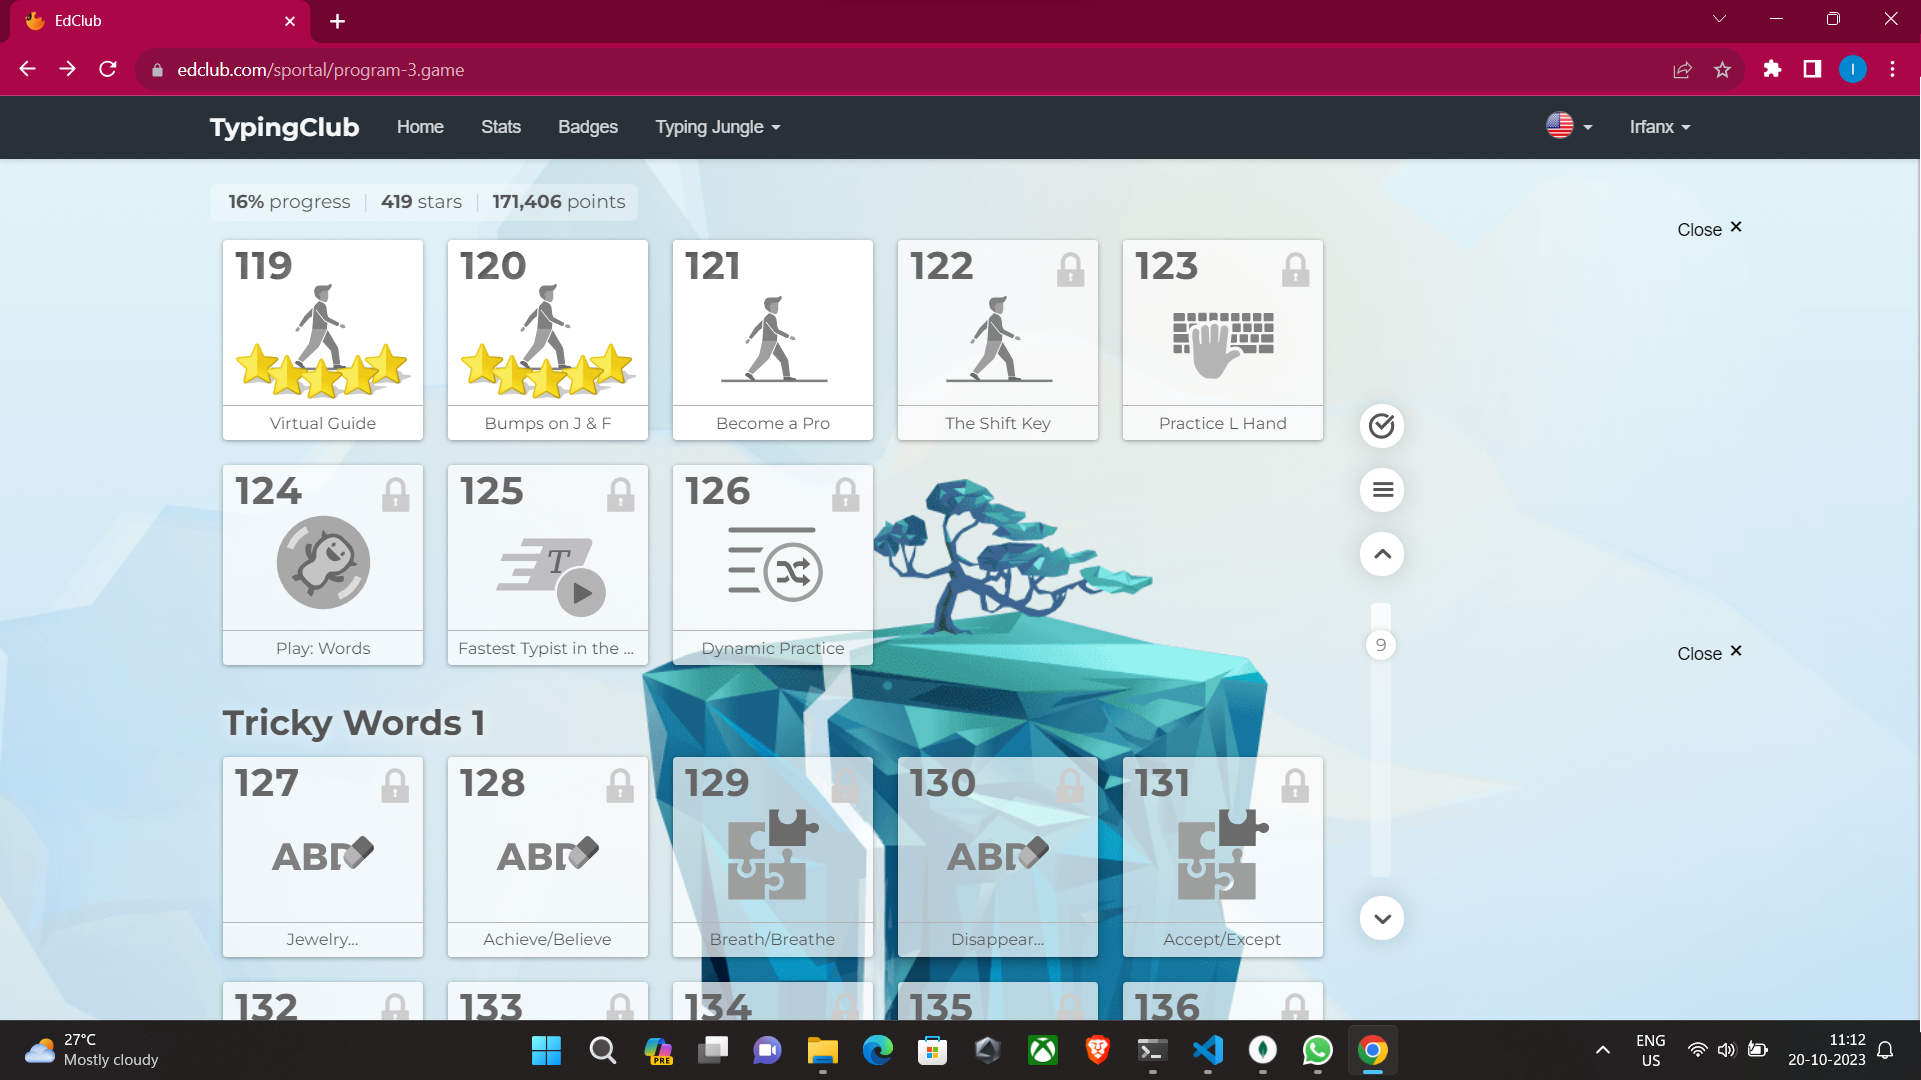 EdClub
edclub.com/sportal/program-3.game
I
TypingClub
Home
Stats
Badges
Typing Jungle
Irfanx
16% progress | 419 stars | 171,406 points
Close ✕
119
Virtual Guide
120
Bumps on J & F
121
Become a Pro
122
The Shift Key
123
Practice L Hand
124
Play: Words
125
T
Fastest Typist in the ...
126
Dynamic Practice
9
Close ✕
Tricky Words 1
127
ABD
Jewelry...
128
ABD
Achieve/Believe
129
Breath/Breathe
130
ABD
Disappear...
131
Accept/Except
132
133
134
135
136
27°C
Mostly cloudy
PRE
ENG
US
11:12
20-10-2023